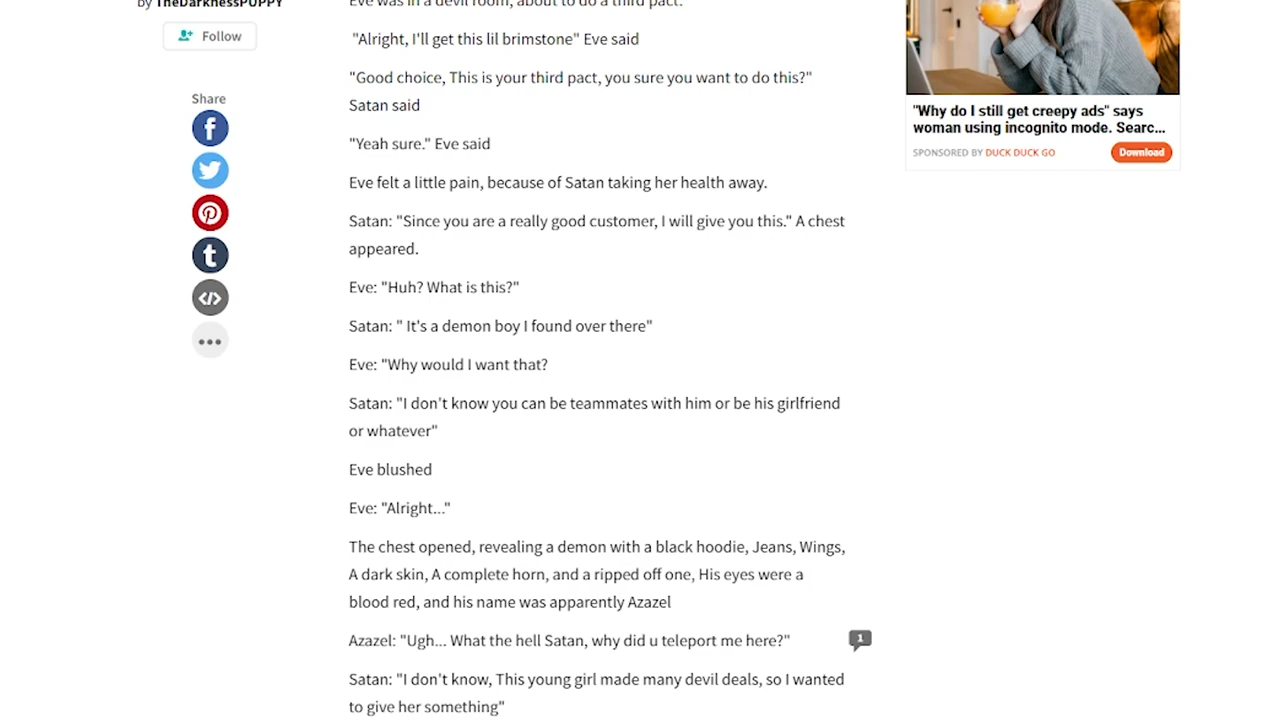 by TheDarknessPUPPY
Eve was in a devil room, about to do a third pact.
Follow
"Alright, I'll get this lil brimstone" Eve said
"Good choice, This is your third pact, you sure you want to do this?"
Satan said
Share
"Yeah sure." Eve said
Eve felt a little pain, because of Satan taking her health away.
Satan: "Since you are a really good customer, I will give you this." A chest
appeared.
Eve: "Huh? What is this?"
Satan: " It's a demon boy I found over there"
Eve: "Why would I want that?
Satan: "I don't know you can be teammates with him or be his girlfriend
or whatever"
Eve blushed
Eve: "Alright..."
The chest opened, revealing a demon with a black hoodie, Jeans, Wings,
A dark skin, A complete horn, and a ripped off one, His eyes were a
blood red, and his name was apparently Azazel
Azazel: "Ugh... What the hell Satan, why did u teleport me here?"
1
Satan: "I don't know, This young girl made many devil deals, so I wanted
to give her something"
"Why do I still get creepy ads" says
woman using incognito mode. Searc...
SPONSORED BY DUCK DUCK GO
Download